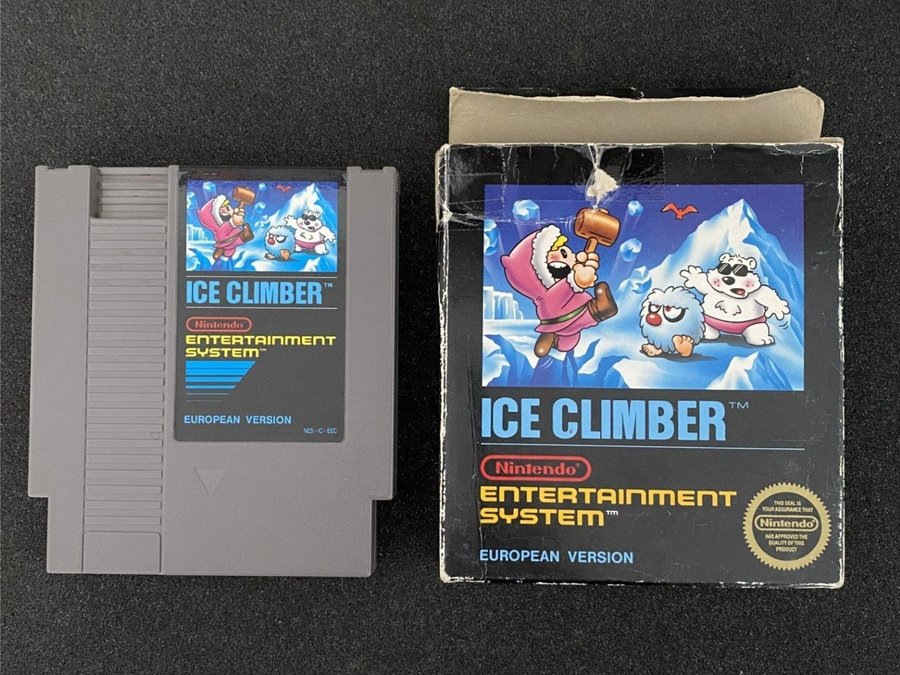 ICE CLIMBER™
Nintendo®
ENTERTAINMENT
SYSTEM™
EUROPEAN VERSION
NES-IC-EEC
ICE CLIMBER™
Nintendo®
ENTERTAINMENT
SYSTEM™
EUROPEAN VERSION
THIS SEAL IS
YOUR ASSURANCE THAT
Nintendo®
HAS APPROVED THE
QUALITY OF THIS
PRODUCT